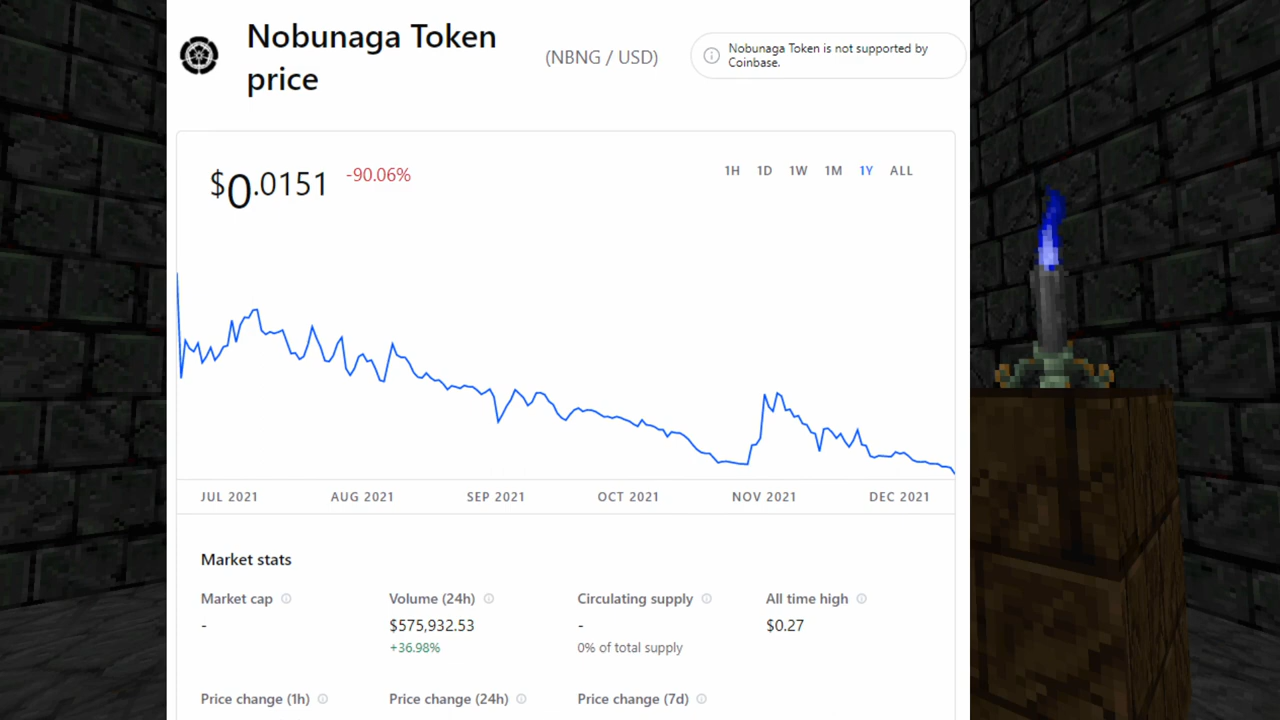 Nobunaga Token
price
(NBNG / USD)
Nobunaga Token is not supported by
Coinbase.
$0.0151 -90.06%
1H 1D 1W 1M 1Y ALL
JUL 2021 AUG 2021 SEP 2021 OCT 2021 NOV 2021 DEC 2021
Market stats
Market cap Volume (24h) Circulating supply All time high
- $575,932.53 - $0.27
+36.98% 0% of total supply
Price change (1h) Price change (24h) Price change (7d)